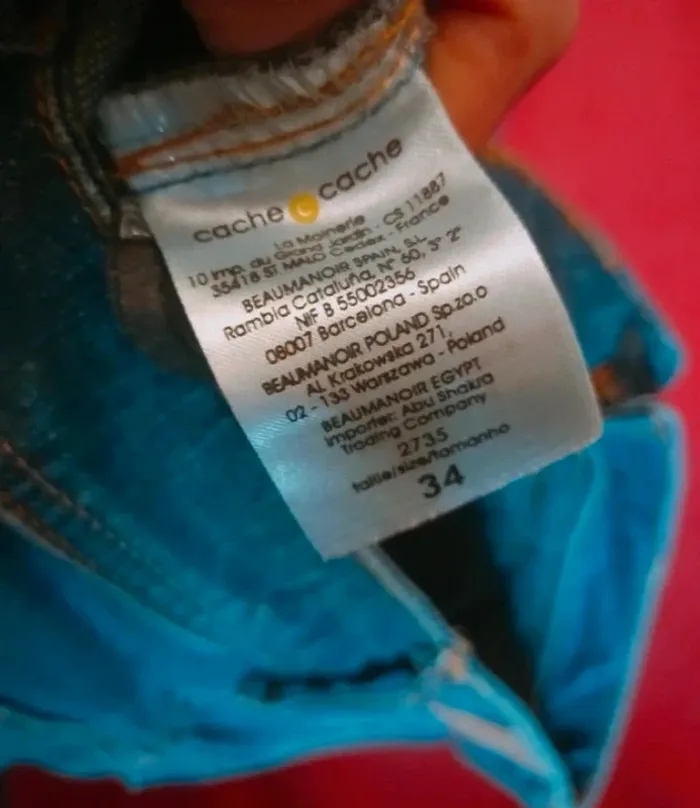 cache cache
La Moinerie
10 Imp. du Grand Jardin - CS 11887
35418 ST MALO Cedex - France
BEAUMANOIR SPAIN, S.L
Rambla Cataluña, N° 60, 3° 2ª
NIF B 55002356
08007 Barcelona - Spain
BEAUMANOIR POLAND Sp.zo.o
AL Krakowska 271,
02 - 133 Warszawa - Poland
BEAUMANOIR EGYPT
Importer: Abu Shakra
Trading Company
2735
taille/size/tamanho
34